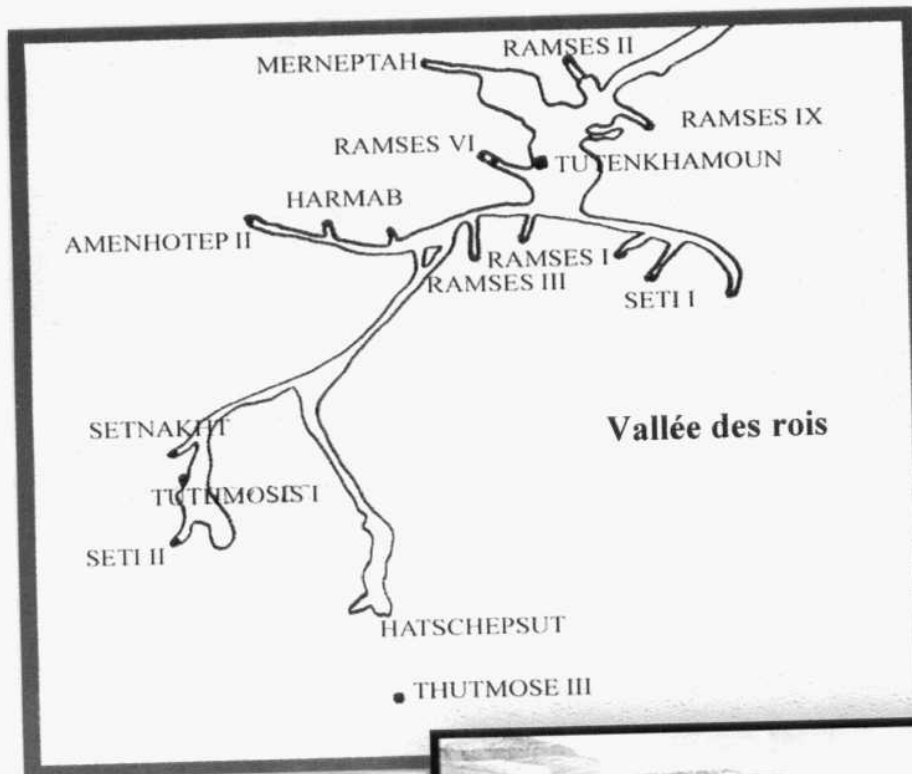 RAMSES II
MERNEPTAH
RAMSES IX
RAMSES VI
TUTENKHAMOUN
HARMAB
AMENHOTEP II
RAMSES I
RAMSES III
SETI I
Vallée des rois
SETNAKHT
TUTHMOSIS I
SETI II
HATSCHEPSUT
THUTMOSE III